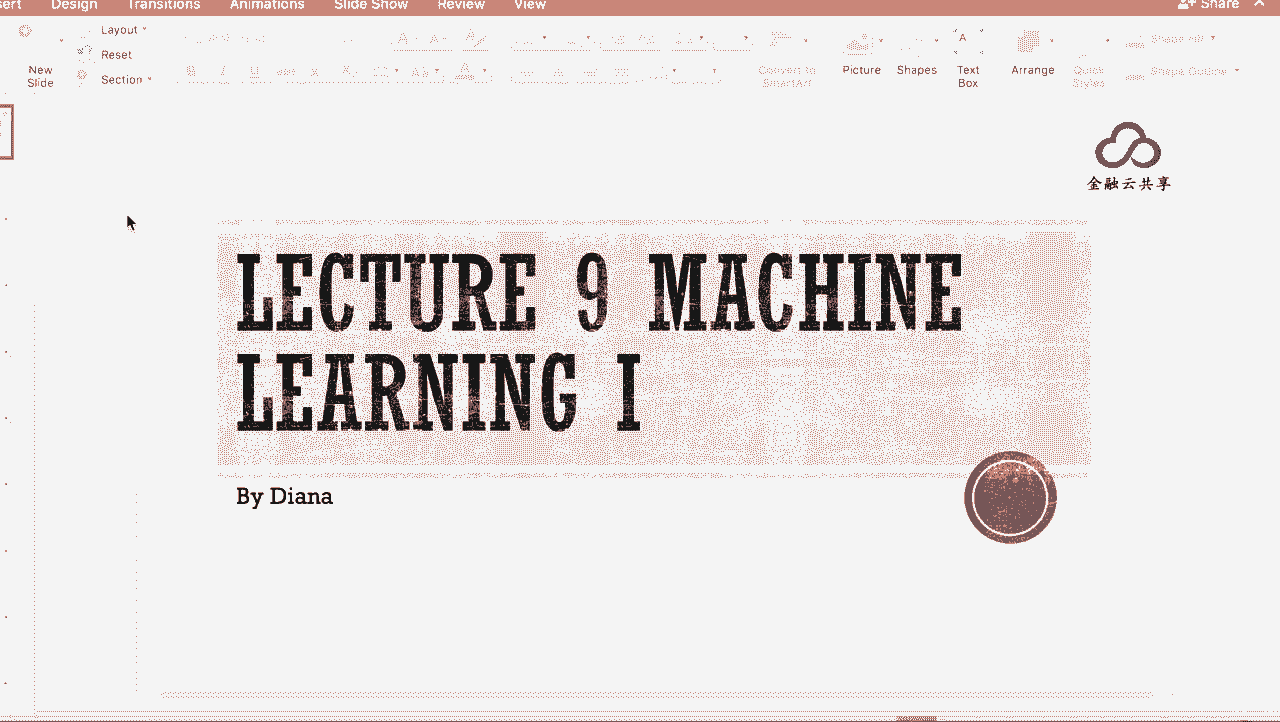 sert Design Transitions Animations Slide Show Review View Share
Layout
Reset
Section
New
Slide
Convert to
SmartArt
Picture
Shapes
Text
Box
Arrange
Quick
Styles
Shape Fill
Shape Outline
金融云共享
LECTURE 9 MACHINE
LEARNING I
By Diana